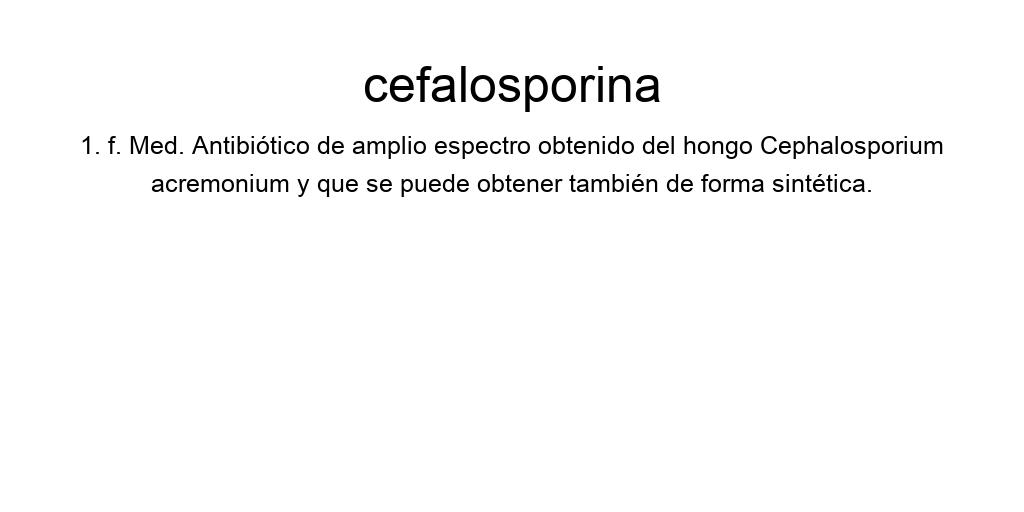 cefalosporina
1. f. Med. Antibiótico de amplio espectro obtenido del hongo Cephalosporium
acremonium y que se puede obtener también de forma sintética.